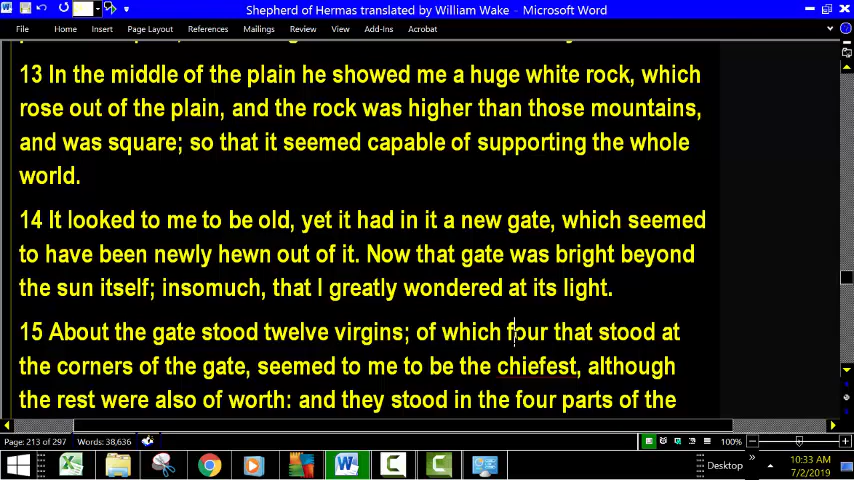 Shepherd of Hermas translated by William Wake - Microsoft Word
File Home Insert Page Layout References Mailings Review View Add-Ins Acrobat
13 In the middle of the plain he showed me a huge white rock, which
rose out of the plain, and the rock was higher than those mountains,
and was square; so that it seemed capable of supporting the whole
world.
14 It looked to me to be old, yet it had in it a new gate, which seemed
to have been newly hewn out of it. Now that gate was bright beyond
the sun itself; insomuch, that I greatly wondered at its light.
15 About the gate stood twelve virgins; of which four that stood at
the corners of the gate, seemed to me to be the chiefest, although
the rest were also of worth: and they stood in the four parts of the
Page: 213 of 297 Words: 38,636 100%
Desktop
10:33 AM
7/2/2019